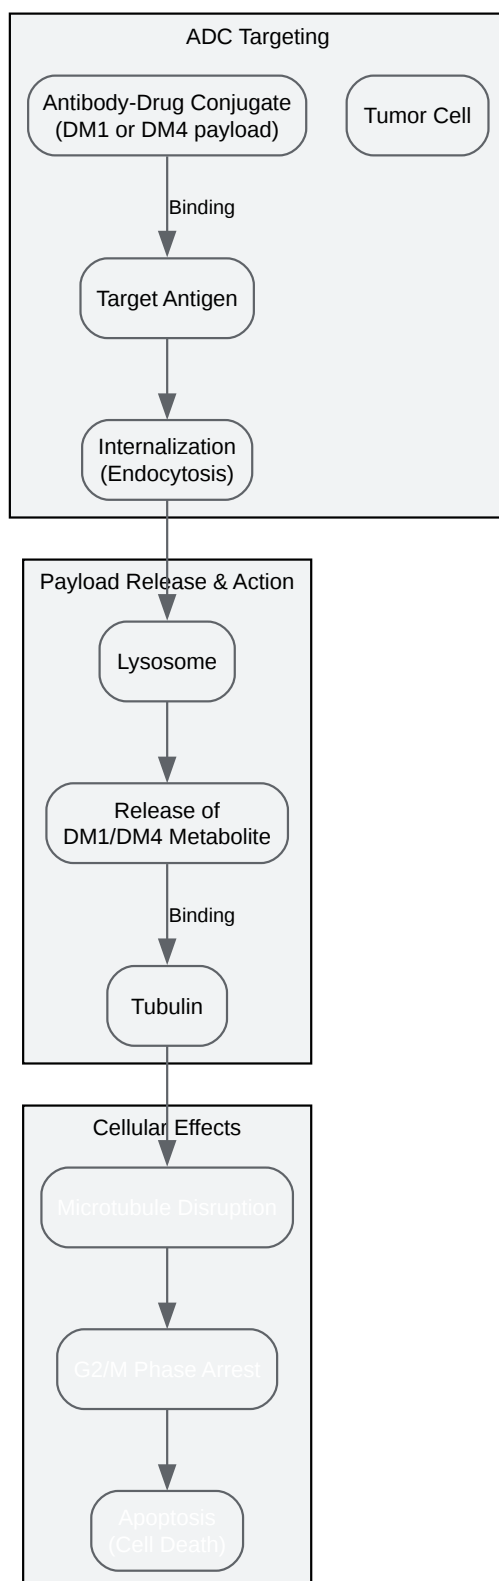 ADC Targeting
Antibody-Drug Conjugate
(DM1 or DM4 payload)
Tumor Cell
Binding
Target Antigen
Internalization
(Endocytosis)
Payload Release & Action
Lysosome
Release of
DM1/DM4 Metabolite
Binding
Tubulin
Cellular Effects
Microtubule Disruption
G2/M Phase Arrest
Apoptosis
(Cell Death)